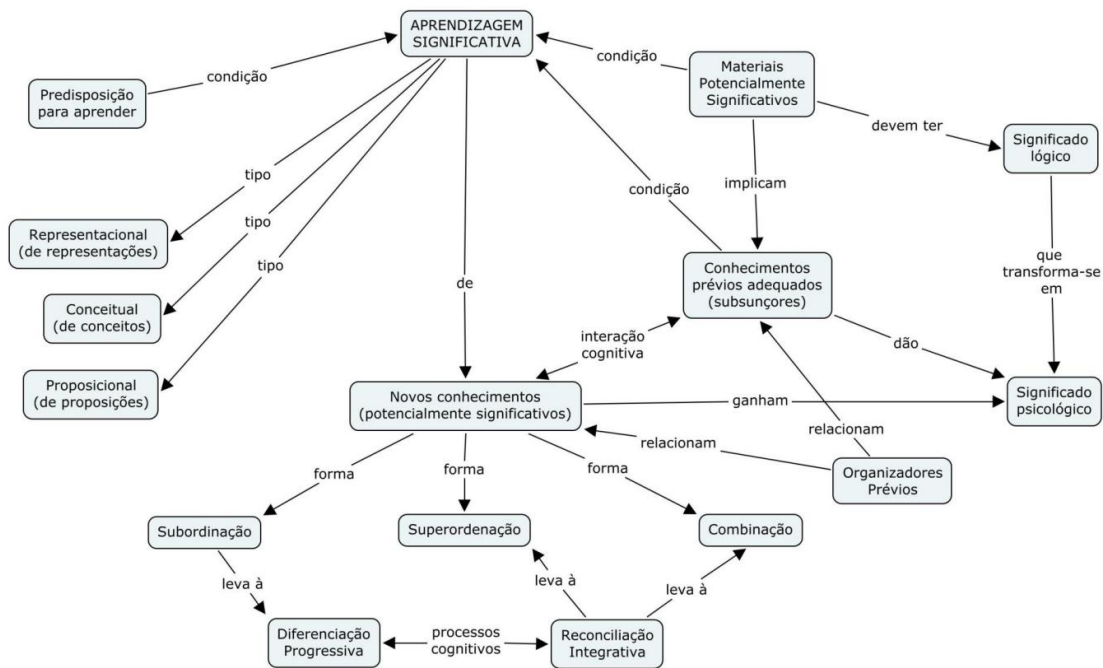 APRENDIZAGEM
SIGNIFICATIVA
condição
condição
Materiais
Potencialmente
Significativos
Predisposição
para aprender
devem ter
Significado
lógico
tipo
condição
implicam
tipo
Representacional
(de representações)
tipo
Conhecimentos
prévios adequados
(subsunçores)
que
transforma-se
em
de
Conceitual
(de conceitos)
interação
cognitiva
dão
Proposicional
(de proposições)
Novos conhecimentos
(potencialmente significativos)
ganham
Significado
psicológico
relacionam
relacionam
forma
forma
forma
Organizadores
Prévios
Subordinação
Superordenação
Combinação
leva à
leva à
leva à
Diferenciação
Progressiva
processos
cognitivos
Reconciliação
Integrativa